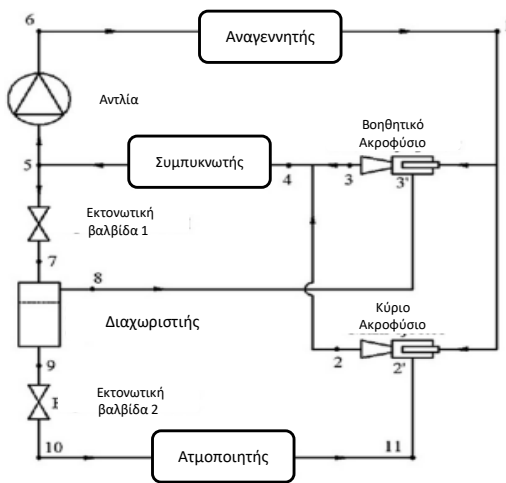 6
Αναγεννητής
Αντλία
Βοηθητικό
Ακροφύσιο
5
Συμπυκνωτής
4
3
3'
Εκτονωτική
βαλβίδα 1
7
8
Κύριο
Ακροφύσιο
Διαχωριστής
2
2'
9
Εκτονωτική
βαλβίδα 2
10
Ατμοποιητής
11